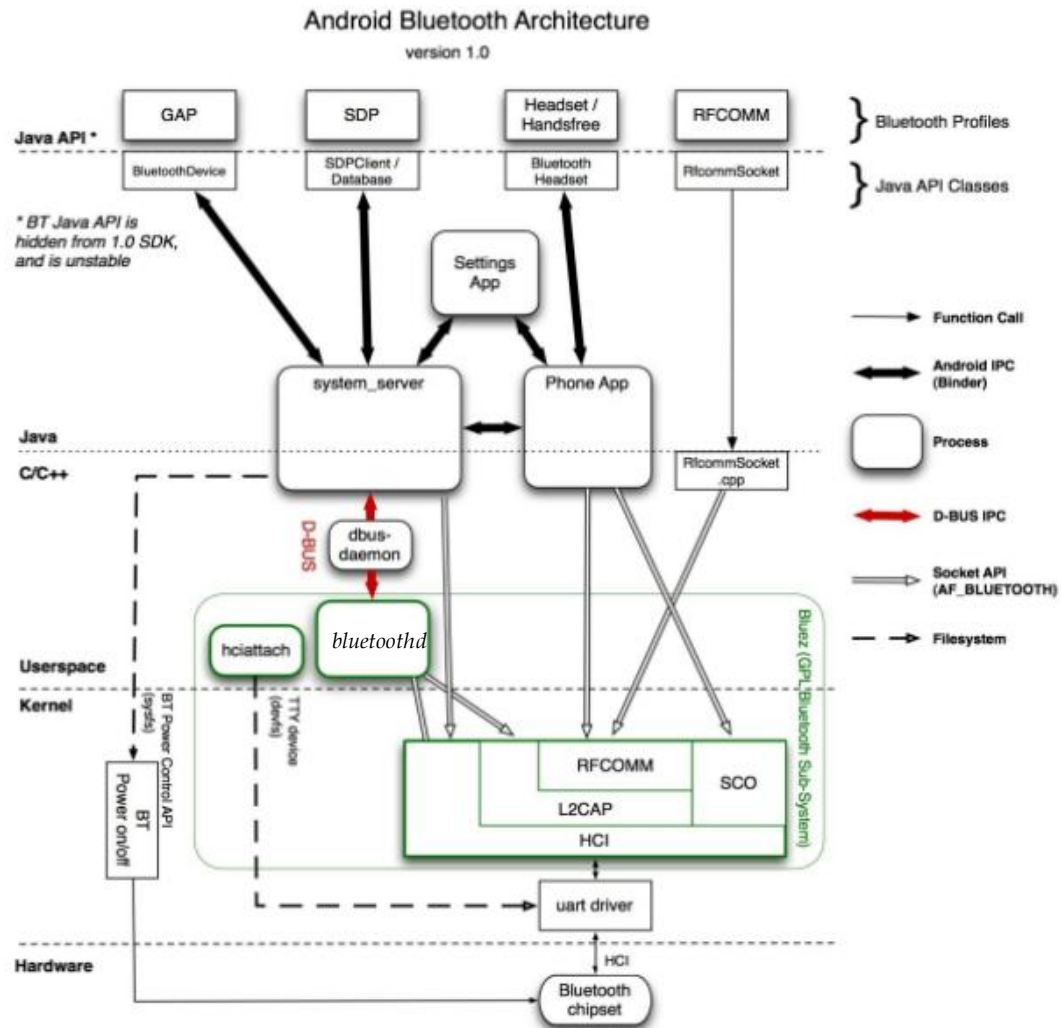 Android Bluetooth Architecture
version 1.0
GAP
SDP
Headset /
Handsfree
RFCOMM
Bluetooth Profiles
Java API *
BluetoothDevice
SDPClient /
Database
Bluetooth
Headset
RfcommSocket
Java API Classes
* BT Java API is
hidden from 1.0 SDK,
and is unstable
Settings
App
Function Call
Android IPC
(Binder)
system_server
Phone App
Java
C/C++
Process
RfcommSocket
.cpp
D-BUS
dbus-
daemon
D-BUS IPC
Socket API
(AF_BLUETOOTH)
Filesystem
hciattach
bluetoothd
Bluez (GPL Bluetooth Sub-System)
Userspace
Kernel
BT Power Control API
(sysfs)
TTY device
(devfs)
BT
Power on/off
RFCOMM
SCO
L2CAP
HCI
uart driver
Hardware
HCI
Bluetooth
chipset